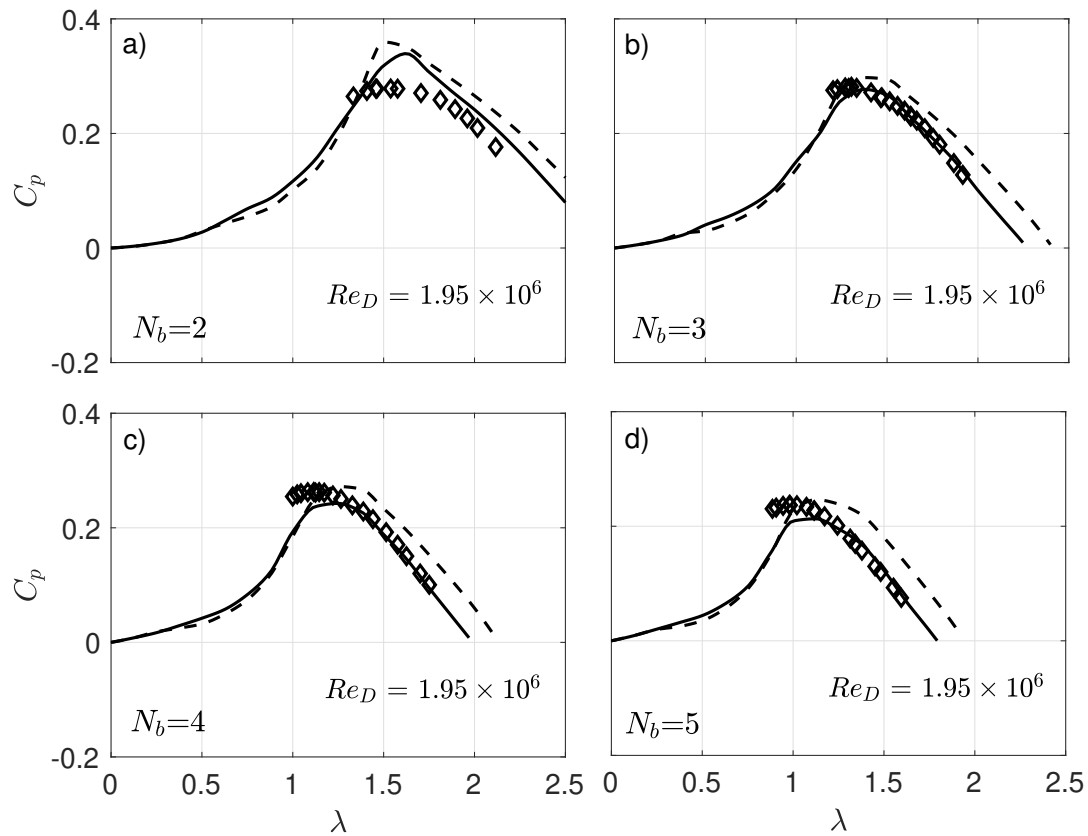 a)
0.4
0.2
0
-0.2
C_p
Re_D = 1.95 × 10^6
N_b=2
b)
Re_D = 1.95 × 10^6
N_b=3
c)
0.4
0.2
0
-0.2
C_p
Re_D = 1.95 × 10^6
N_b=4
0 0.5 1 1.5 2 2.5
λ
d)
Re_D = 1.95 × 10^6
N_b=5
0 0.5 1 1.5 2 2.5
λ